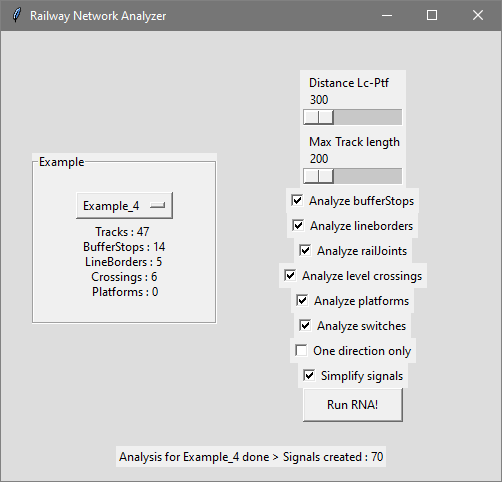 Railway Network Analyzer
Example
Example_4
Tracks : 47
BufferStops : 14
LineBorders : 5
Crossings : 6
Platforms : 0
Distance Lc-Ptf
300
Max Track length
200
Analyze bufferStops
Analyze lineborders
Analyze railJoints
Analyze level crossings
Analyze platforms
Analyze switches
One direction only
Simplify signals
Run RNA!
Analysis for Example_4 done > Signals created : 70